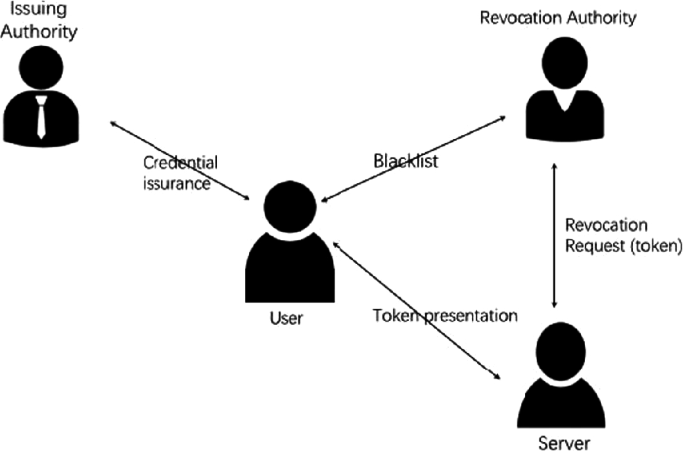 Issuing
Authority
Revocation Authority
Credential
issurance
Blacklist
Revocation
Request (token)
User
Token presentation
Server